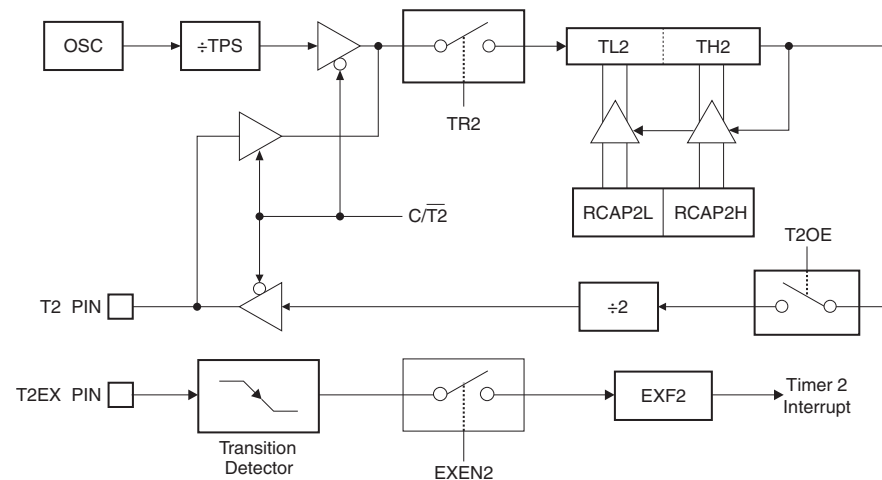 OSC
÷TPS
TL2
TH2
TR2
C/T2
RCAP2L
RCAP2H
T2OE
T2 PIN
÷2
T2EX PIN
Transition
Detector
EXEN2
EXF2
Timer 2
Interrupt